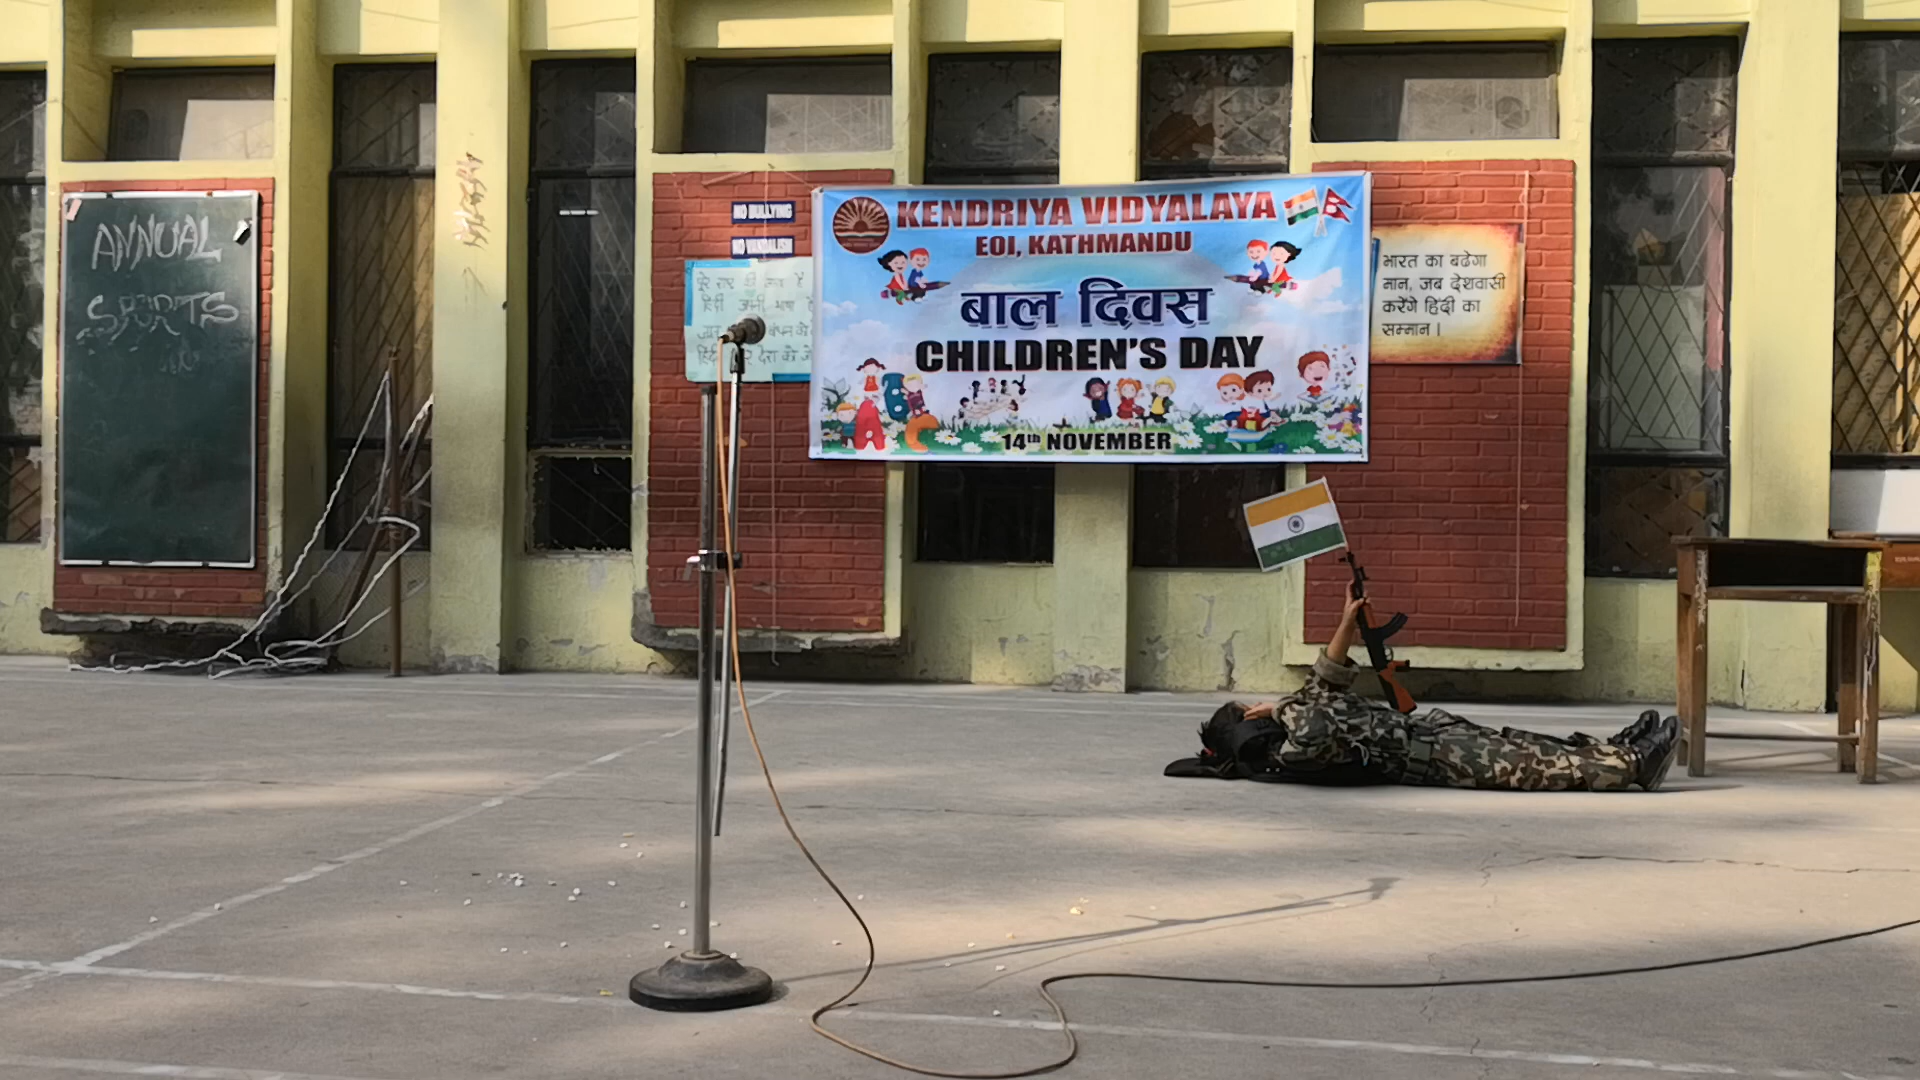 ANNUAL
SPORTS
NO BULLYING
NO VANDALISM
KENDRIYA VIDYALAYA
EOI, KATHMANDU
बाल दिवस
CHILDREN'S DAY
14th NOVEMBER
ABC
भारत का बढेगा
मान, जब देशवासी
करेंगे हिंदी का
सम्मान |